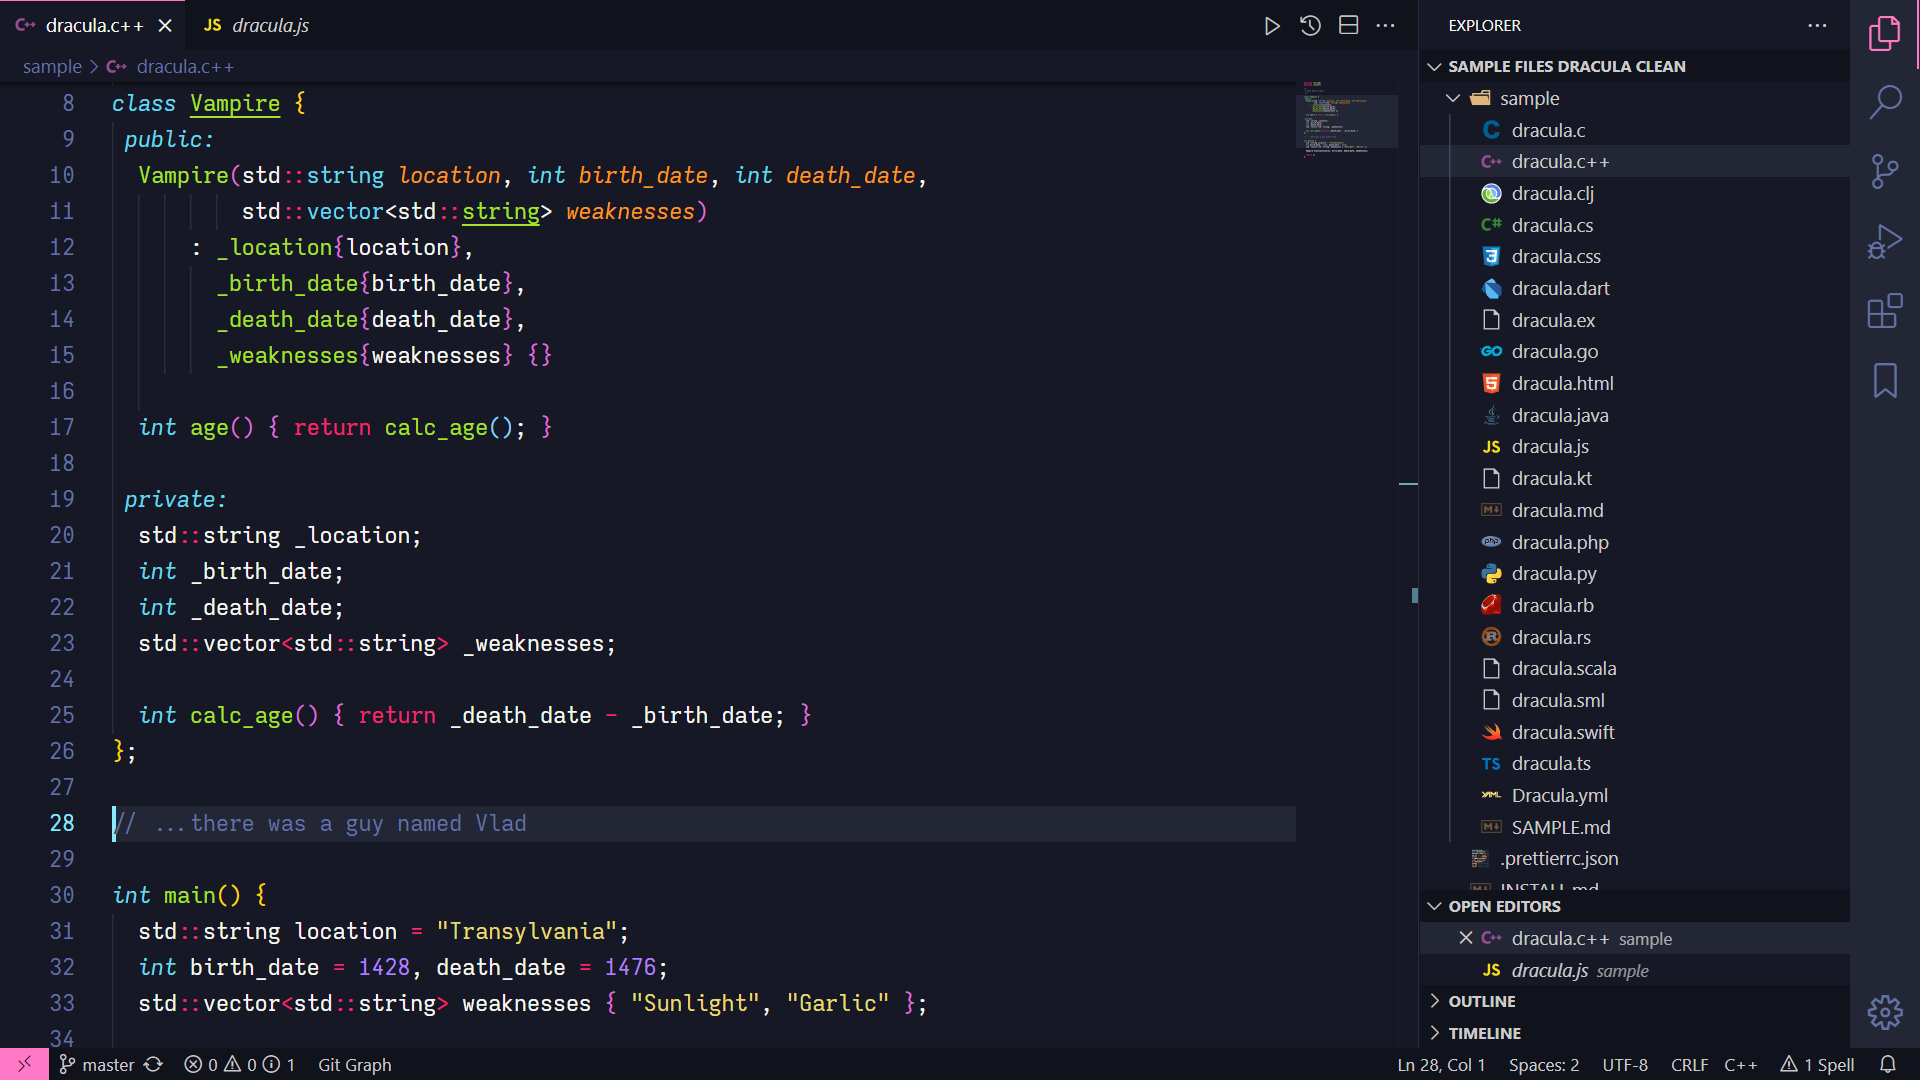 dracula.c++
JS dracula.js
sample > dracula.c++
8 class Vampire {
9 public:
10 Vampire(std::string location, int birth_date, int death_date,
11 std::vector<std::string> weaknesses)
12 : _location{location},
13 _birth_date{birth_date},
14 _death_date{death_date},
15 _weaknesses{weaknesses} {}
16
17 int age() { return calc_age(); }
18
19 private:
20 std::string _location;
21 int _birth_date;
22 int _death_date;
23 std::vector<std::string> _weaknesses;
24
25 int calc_age() { return _death_date - _birth_date; }
26 };
27
28 // ...there was a guy named Vlad
29
30 int main() {
31 std::string location = "Transylvania";
32 int birth_date = 1428, death_date = 1476;
33 std::vector<std::string> weaknesses { "Sunlight", "Garlic" };
34
EXPLORER
SAMPLE FILES DRACULA CLEAN
sample
dracula.c
dracula.c++
dracula.clj
dracula.cs
dracula.css
dracula.dart
dracula.ex
GO dracula.go
dracula.html
dracula.java
JS dracula.js
dracula.kt
dracula.md
php dracula.php
dracula.py
dracula.rb
dracula.rs
dracula.scala
dracula.sml
dracula.swift
TS dracula.ts
YAML Dracula.yml
SAMPLE.md
.prettierrc.json
INSTALL.md
OPEN EDITORS
dracula.c++ sample
JS dracula.js sample
OUTLINE
TIMELINE
master 0 0 1 Git Graph
Ln 28, Col 1 Spaces: 2 UTF-8 CRLF C++ 1 Spell